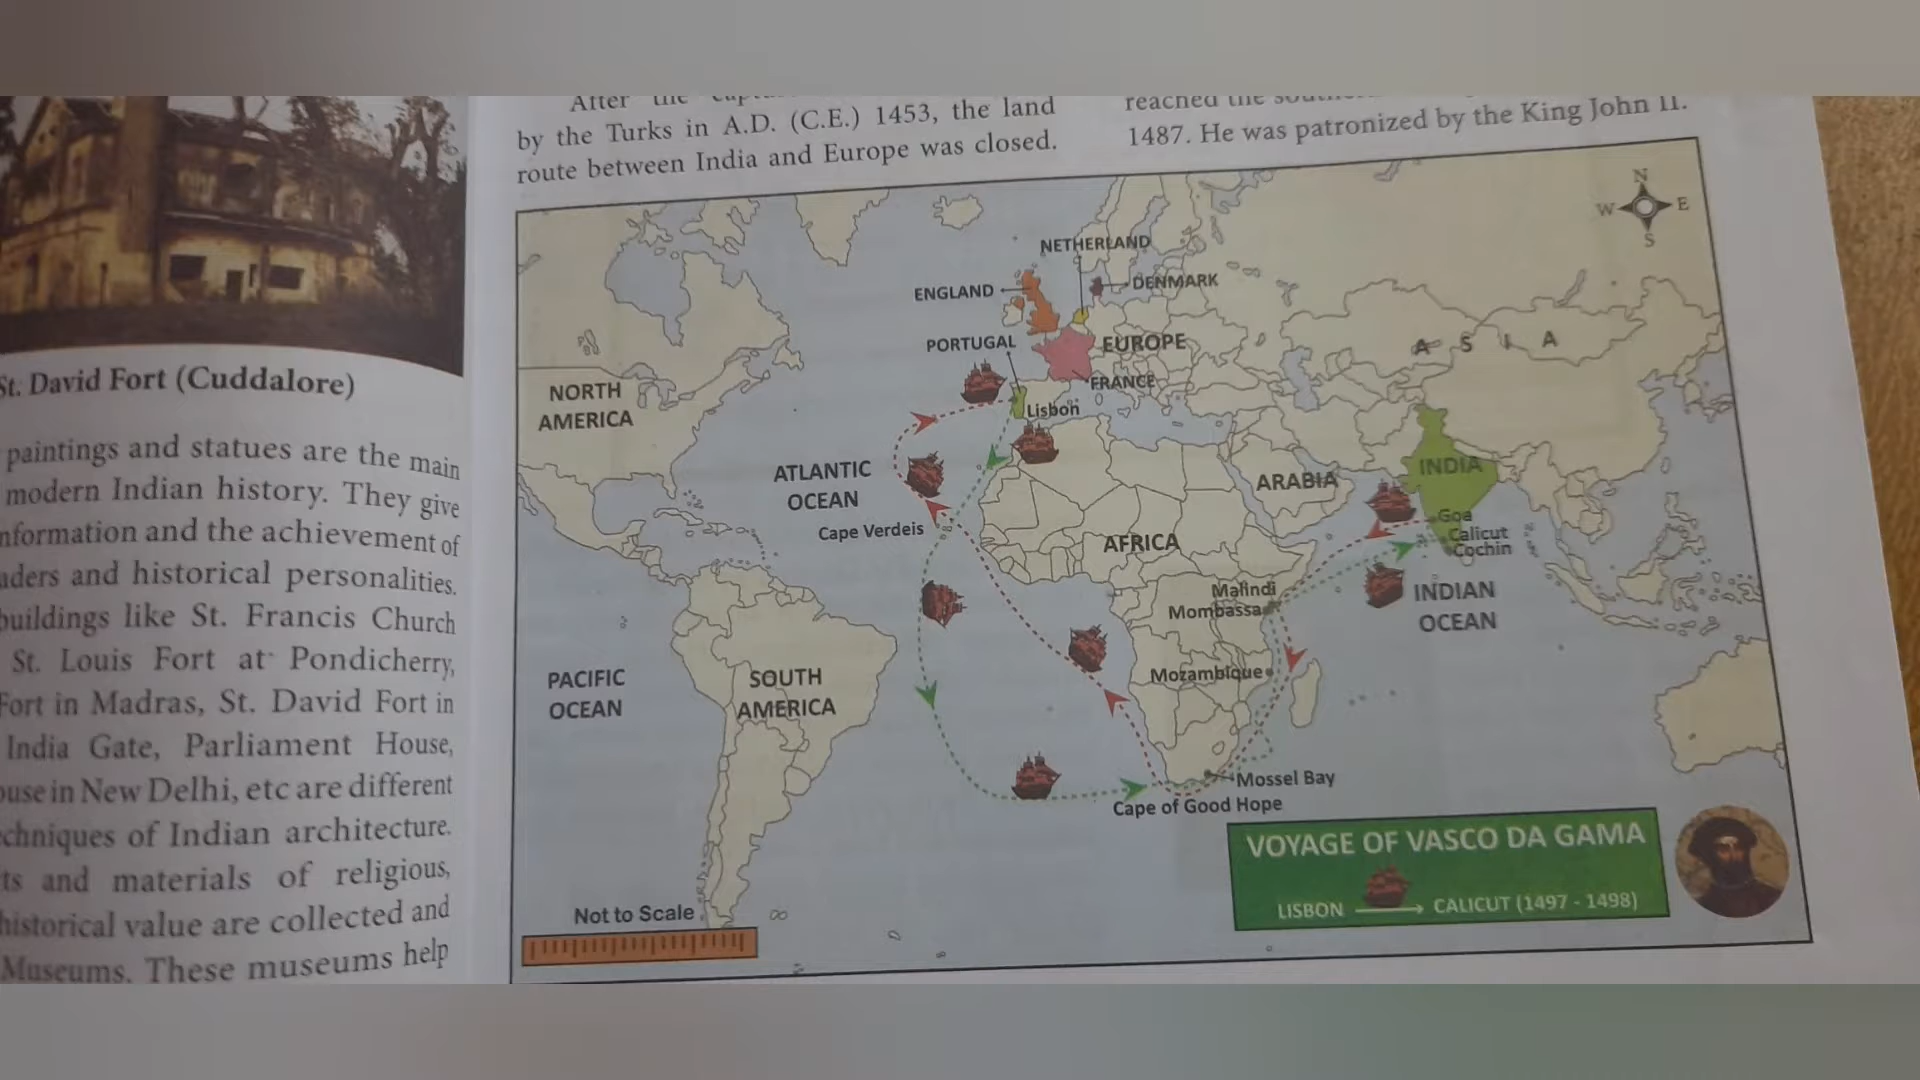 St. David Fort (Cuddalore)
paintings and statues are the main
modern Indian history. They give
and the achievement of
and historical personalities.
buildings like St. Francis Church
St. Louis Fort at Pondicherry,
Fort in Madras, St. David Fort in
India Gate, Parliament House,
in New Delhi, etc are different
of Indian architecture.
and materials of religious,
historical value are collected and
Museums. These museums help
After the
by the Turks in A.D. (C.E.) 1453, the land
route between India and Europe was closed.
reached the
1487. He was patronized by the King John II.
N
W
E
S
NETHERLAND
DENMARK
ENGLAND
PORTUGAL
EUROPE
FRANCE
Lisbon
ASIA
NORTH
AMERICA
ATLANTIC
OCEAN
Cape Verdeis
AFRICA
ARABIA
INDIA
Goa
Calicut
Cochin
Malindi
Mombassa
INDIAN
OCEAN
Mozambique
PACIFIC
OCEAN
SOUTH
AMERICA
Mossel Bay
Cape of Good Hope
Not to Scale
VOYAGE OF VASCO DA GAMA
LISBON CALICUT (1497 - 1498)